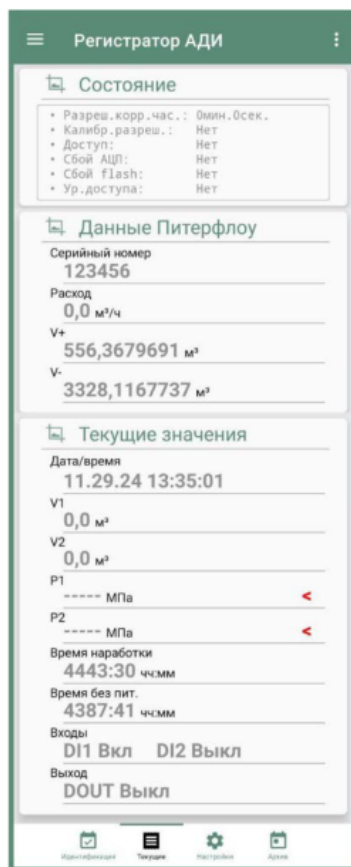 Регистратор АДИ
Состояние
• Разреш.корр.час.: 0мин.0сек.
• Калибр.разреш.: Нет
• Доступ: Нет
• Сбой АЦП: Нет
• Сбой flash: Нет
• Ур.доступа: Нет
Данные Питерфлоу
Серийный номер
123456
Расход
0,0 м³/ч
V+
556,3679691 м³
V-
3328,1167737 м³
Текущие значения
Дата/время
11.29.24 13:35:01
V1
0,0 м³
V2
0,0 м³
P1
----- МПа <
P2
----- МПа <
Время наработки
4443:30 чч:мм
Время без пит.
4387:41 чч:мм
Входы
DI1 Вкл DI2 Выкл
Выход
DOUT Выкл
Идентификация Текущие Настройки Архив